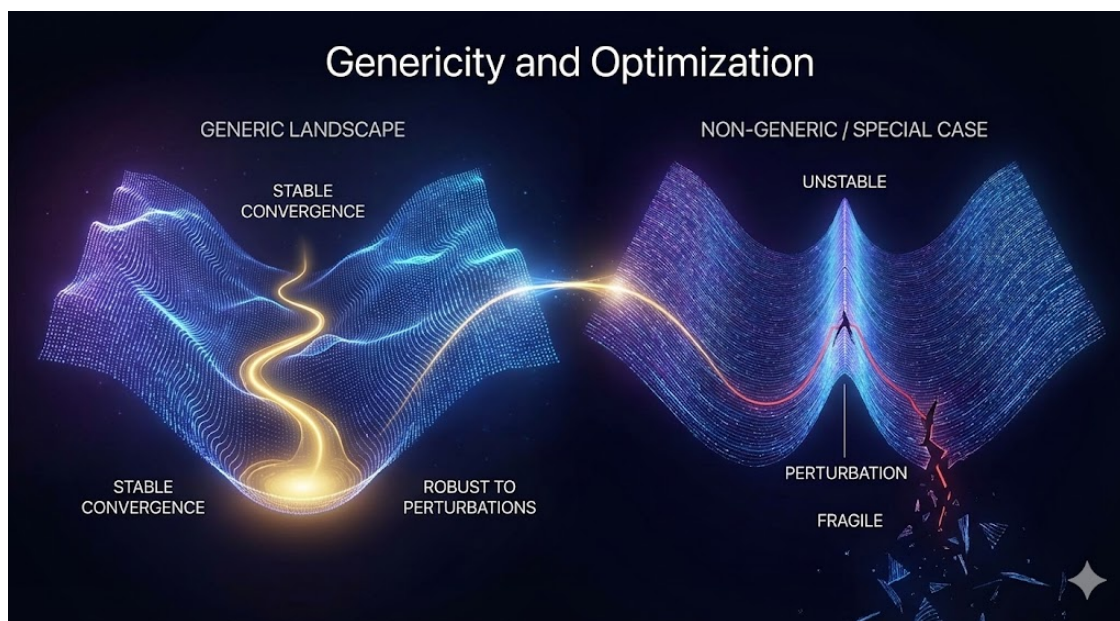 Genericity and Optimization
GENERIC LANDSCAPE
STABLE
CONVERGENCE
STABLE
CONVERGENCE
ROBUST TO
PERTURBATIONS
NON-GENERIC / SPECIAL CASE
UNSTABLE
PERTURBATION
FRAGILE